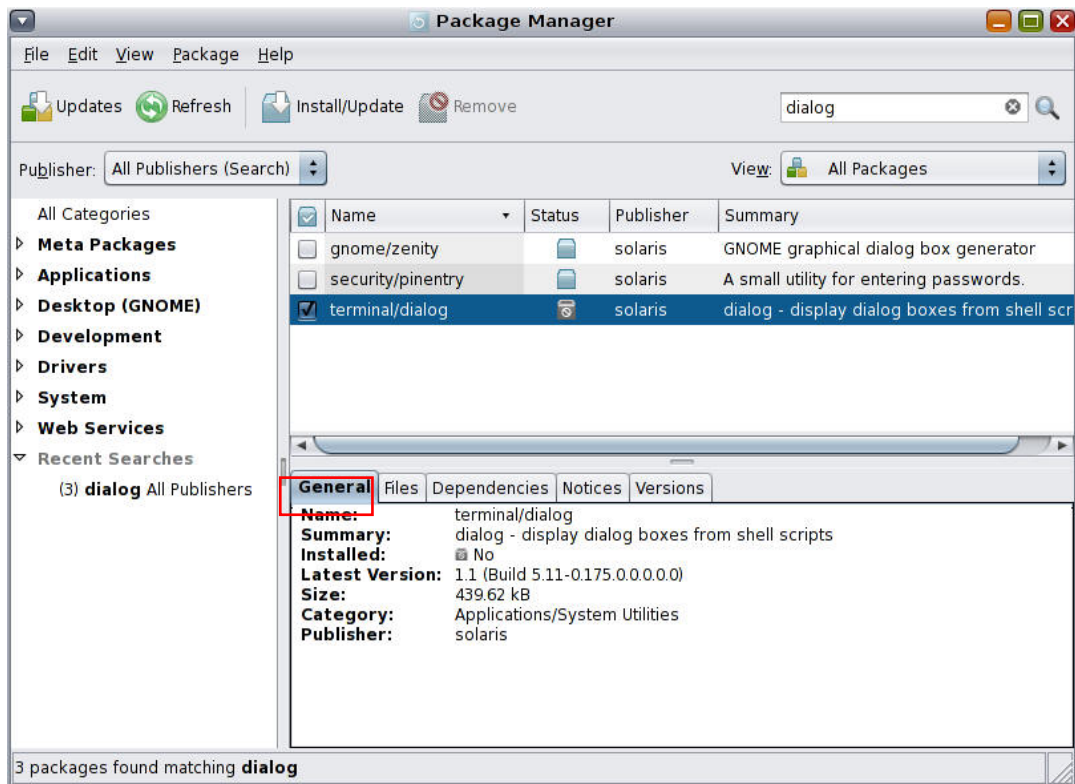 Package Manager
File Edit View Package Help
Updates Refresh Install/Update Remove dialog
Publisher: All Publishers (Search) View: All Packages
All Categories
Meta Packages
Applications
Desktop (GNOME)
Development
Drivers
System
Web Services
Recent Searches
(3) dialog All Publishers
Name Status Publisher Summary
gnome/zenity solaris GNOME graphical dialog box generator
security/pinentry solaris A small utility for entering passwords.
terminal/dialog solaris dialog - display dialog boxes from shell scr
General Files Dependencies Notices Versions
Name: terminal/dialog
Summary: dialog - display dialog boxes from shell scripts
Installed: No
Latest Version: 1.1 (Build 5.11-0.175.0.0.0.0.0)
Size: 439.62 kB
Category: Applications/System Utilities
Publisher: solaris
3 packages found matching dialog